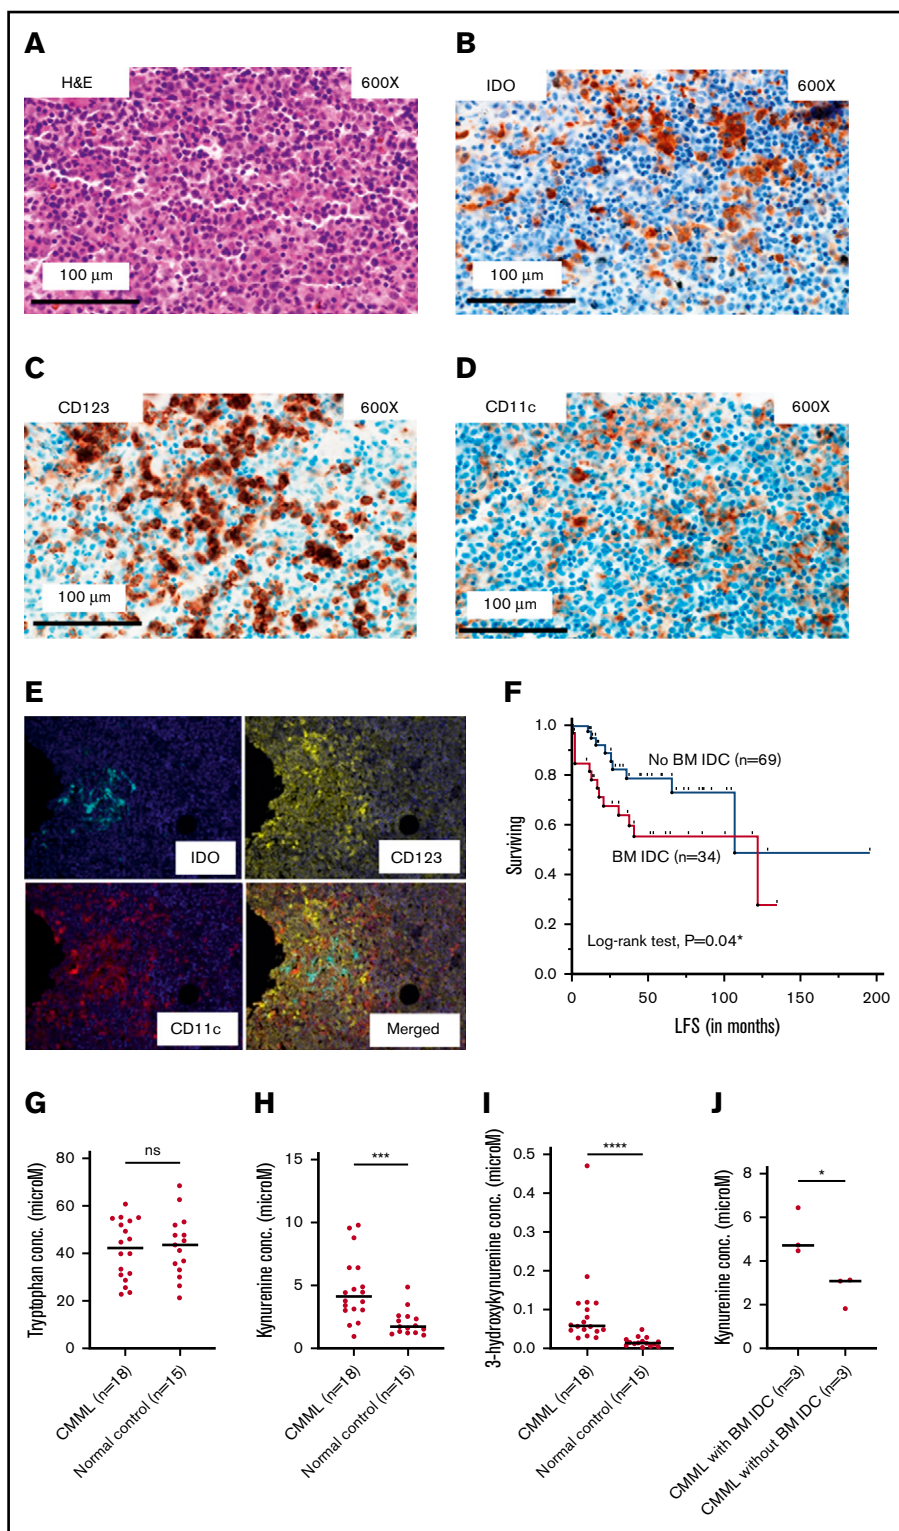 A
H&E
600X
100 μm
B
IDO
600X
100 μm
C
CD123
600X
100 μm
D
CD11c
600X
100 μm
E
IDO
CD123
CD11c
Merged
F
Surviving
1.0
0.8
0.6
0.4
0.2
0.0
No BM IDC (n=69)
BM IDC (n=34)
Log-rank test, P=0.04*
0 50 100 150 200
LFS (in months)
G
Tryptophan conc. (microM)
80
60
40
20
0
ns
CMML (n=18)
Normal control (n=15)
H
Kynurenine conc. (microM)
15
10
5
0
***
CMML (n=18)
Normal control (n=15)
I
3-hydroxykynurenine conc. (microM)
0.5
0.4
0.3
0.2
0.1
0
****
CMML (n=18)
Normal control (n=15)
J
Kynurenine conc. (microM)
8
6
4
2
0
*
CMML with BM IDC (n=3)
CMML without BM IDC (n=3)